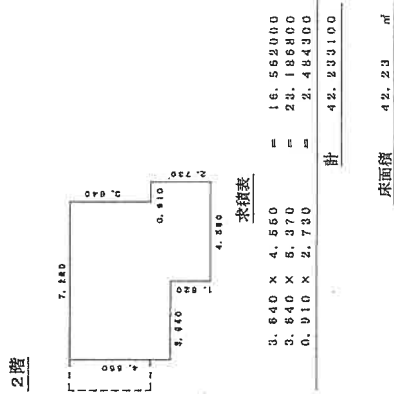 2階
7.280
4.550
3.640
0.910
2.730
3.640
1.820
4.550
求積表
3.640 × 4.550 = 16.562000
3.640 × 6.370 = 23.186800
0.910 × 2.730 = 2.484300
計 42.233100
床面積 42.23 ㎡